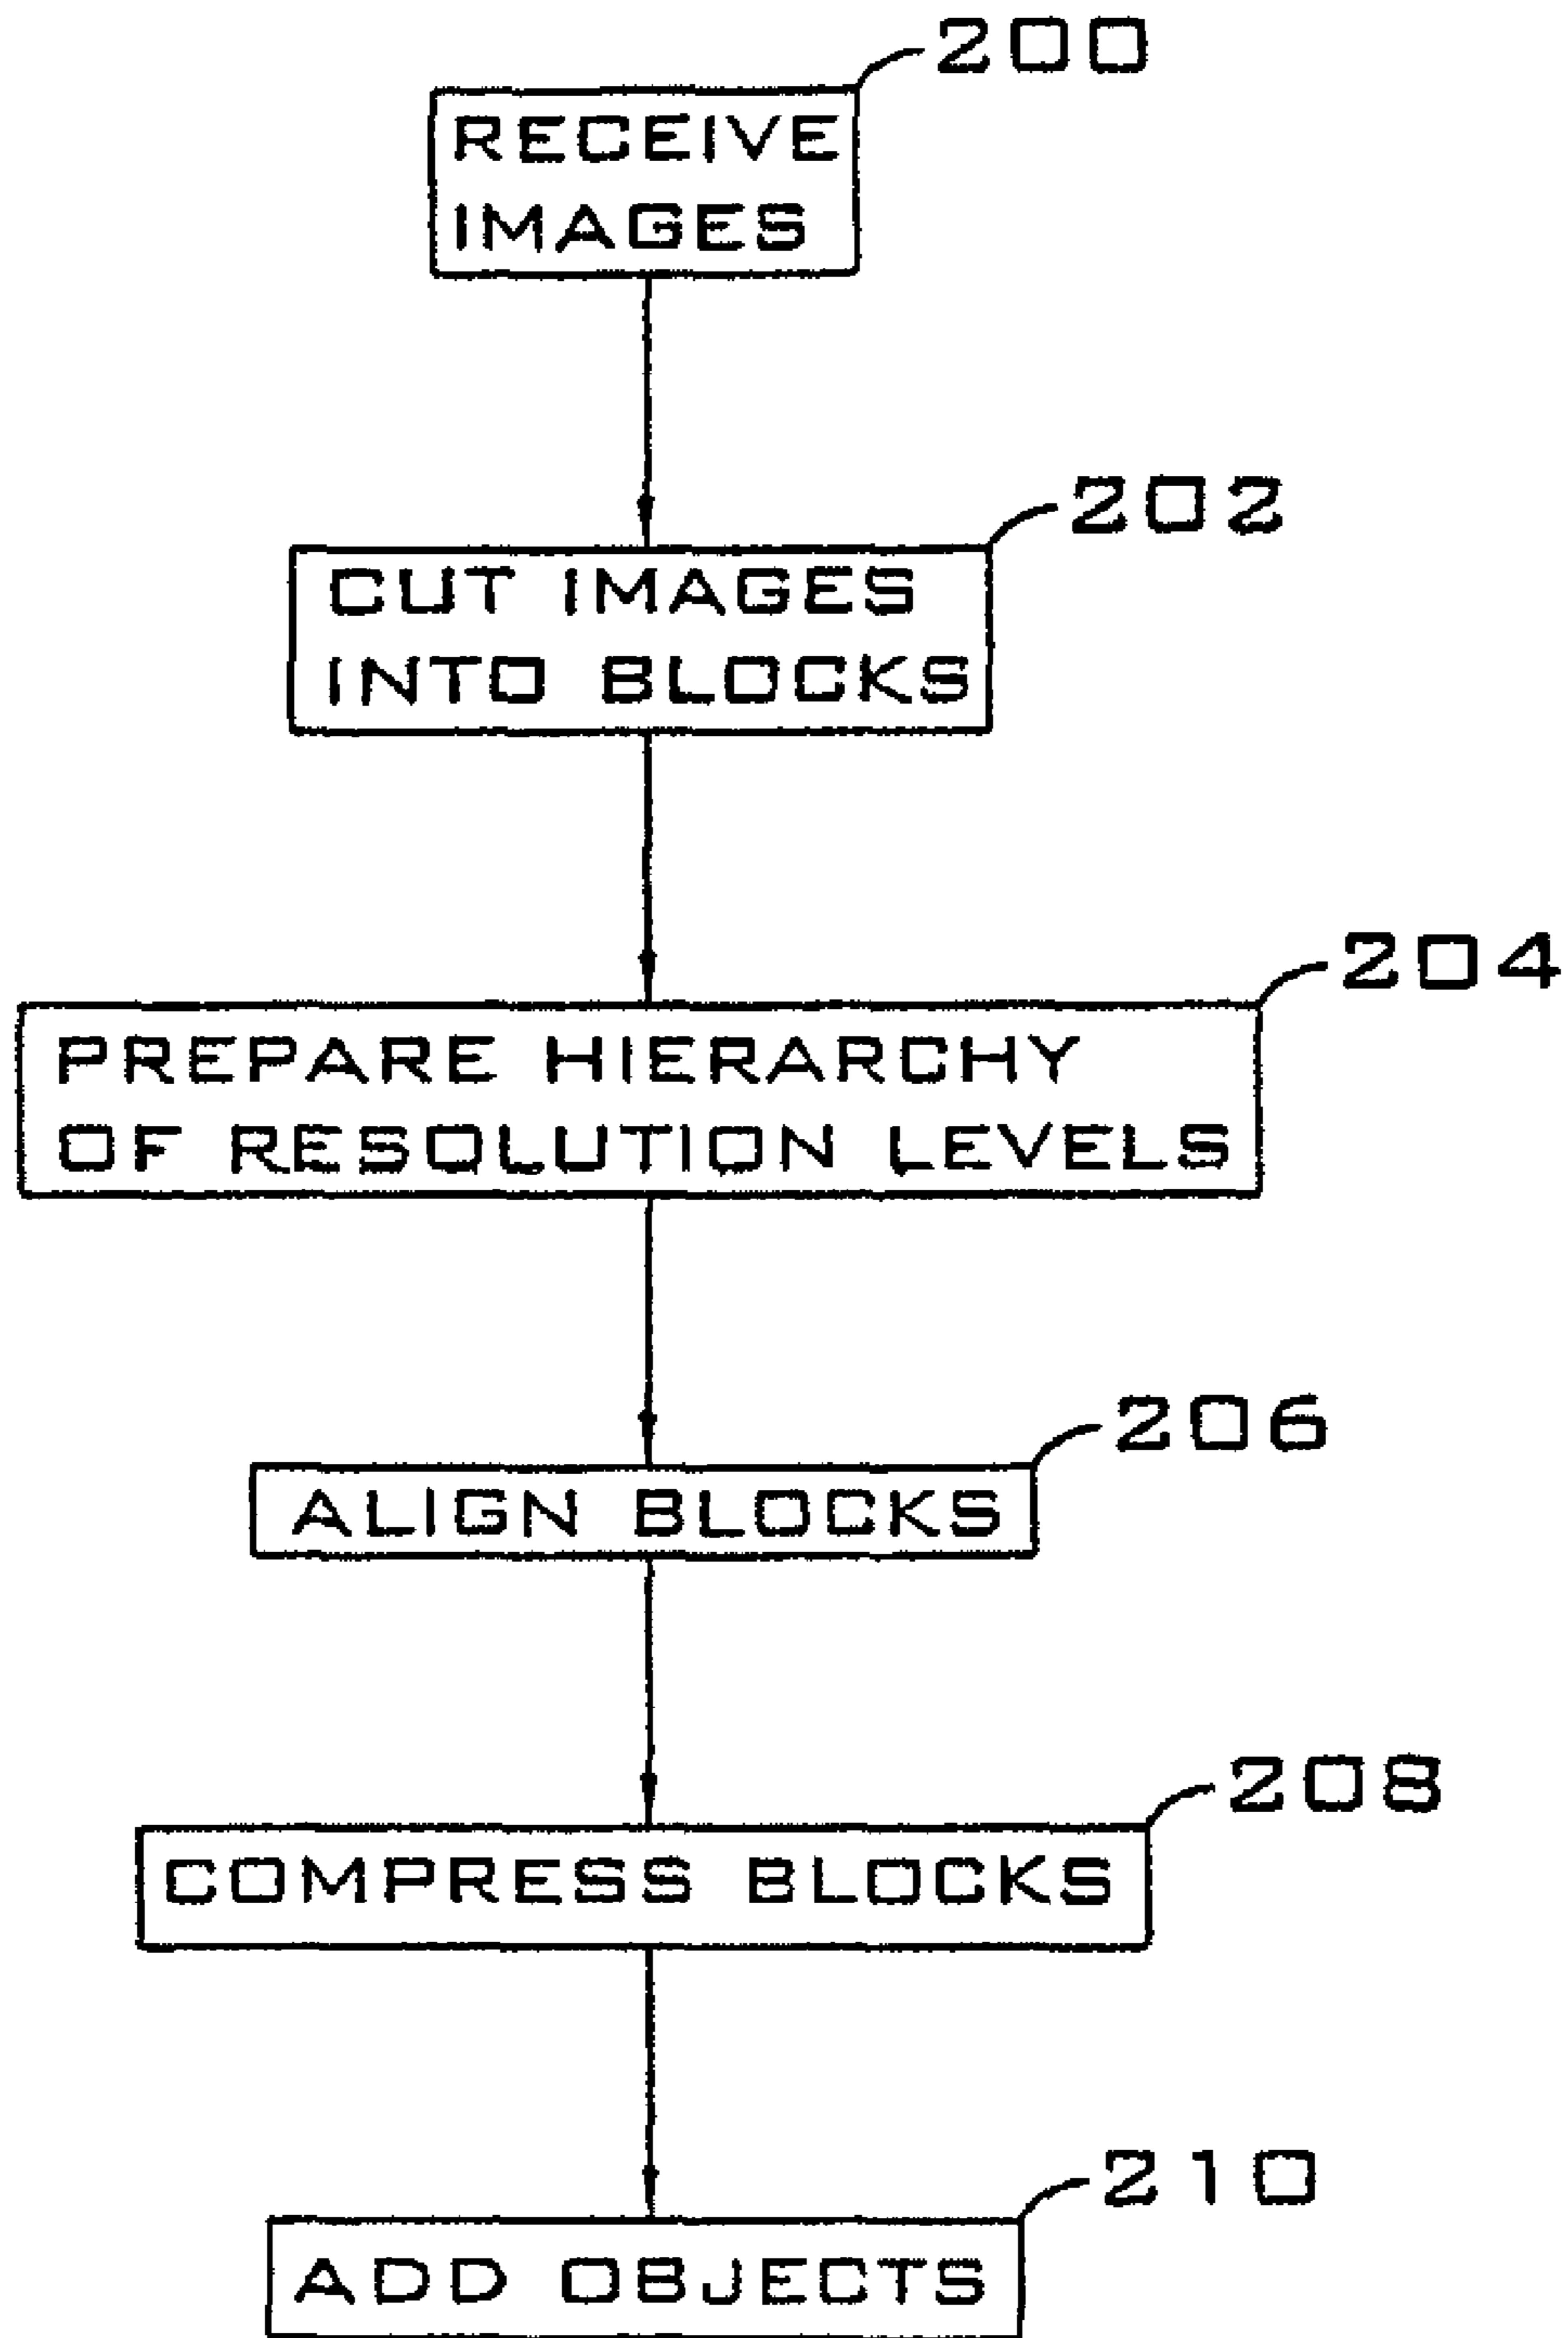 200
RECEIVE
IMAGES
202
CUT IMAGES
INTO BLOCKS
204
PREPARE HIERARCHY
OF RESOLUTION LEVELS
206
ALIGN BLOCKS
208
COMPRESS BLOCKS
210
ADD OBJECTS